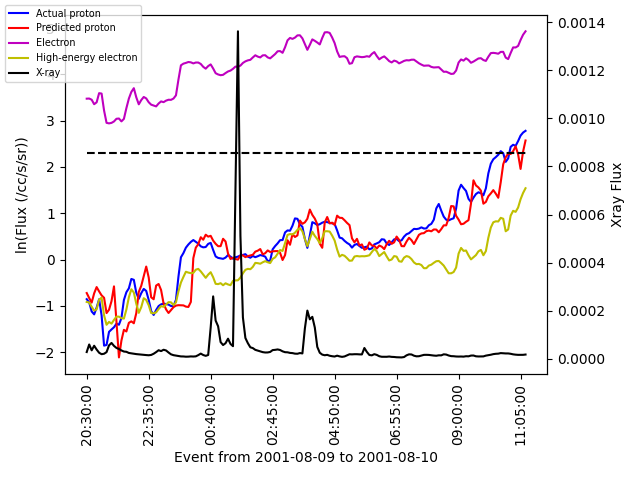 Actual proton
Predicted proton
Electron
High-energy electron
X-ray
ln(Flux (/cc/s/sr))
3
2
1
0
−1
−2
0.0014
0.0012
0.0010
0.0008
0.0006
0.0004
0.0002
0.0000
Xray Flux
20:30:00
22:35:00
00:40:00
02:45:00
04:50:00
06:55:00
09:00:00
11:05:00
Event from 2001-08-09 to 2001-08-10